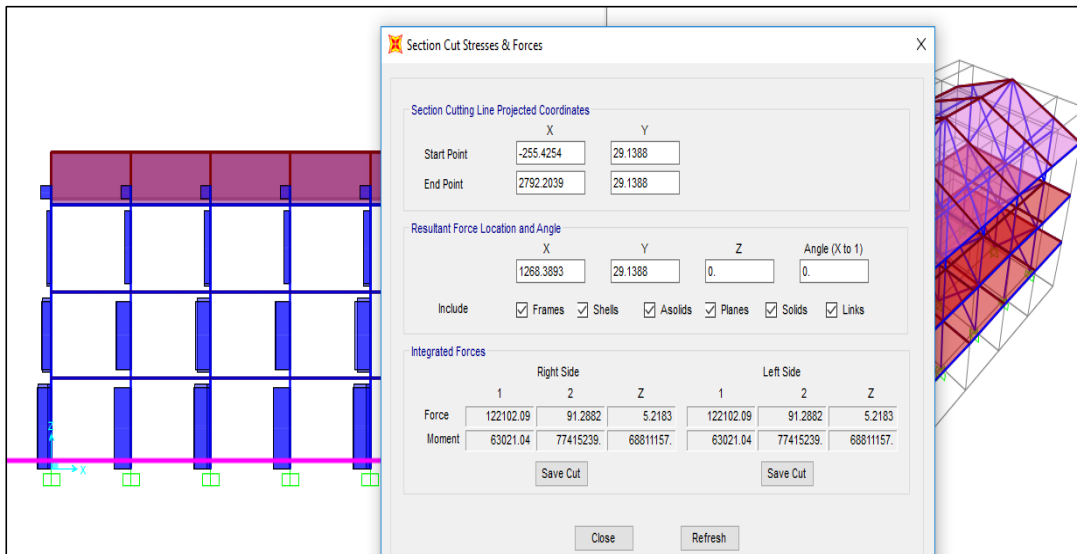 Section Cut Stresses & Forces
X
Section Cutting Line Projected Coordinates
X Y
Start Point -255.4254 29.1388
End Point 2792.2039 29.1388
Resultant Force Location and Angle
X Y Z Angle (X to 1)
1268.3893 29.1388 0. 0.
Include Frames Shells Asolids Planes Solids Links
Integrated Forces
Right Side Left Side
1 2 Z 1 2 Z
Force 122102.09 91.2882 5.2183 122102.09 91.2882 5.2183
Moment 63021.04 77415239. 68811157. 63021.04 77415239. 68811157.
Save Cut Save Cut
Close Refresh
Z
X